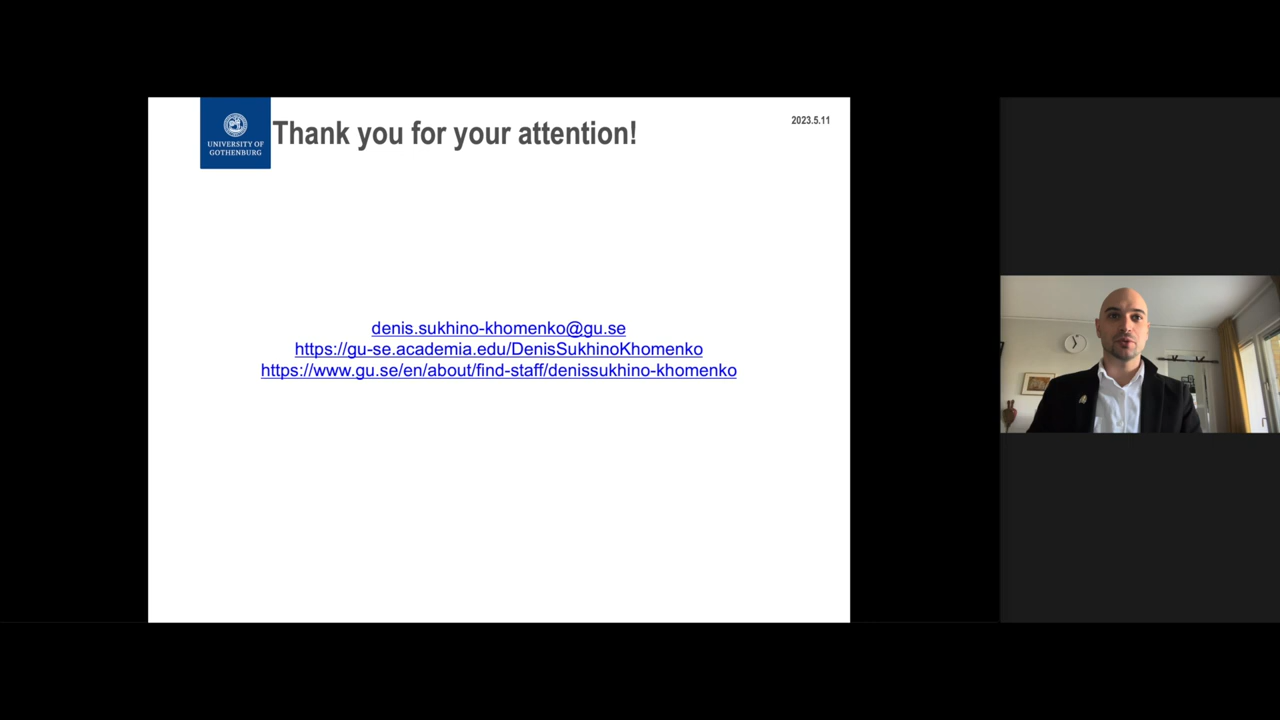 UNIVERSITY OF
GOTHENBURG
Thank you for your attention!
2023.5.11
denis.sukhino-khomenko@gu.se
https://gu-se.academia.edu/DenisSukhinoKhomenko
https://www.gu.se/en/about/find-staff/denissukhino-khomenko